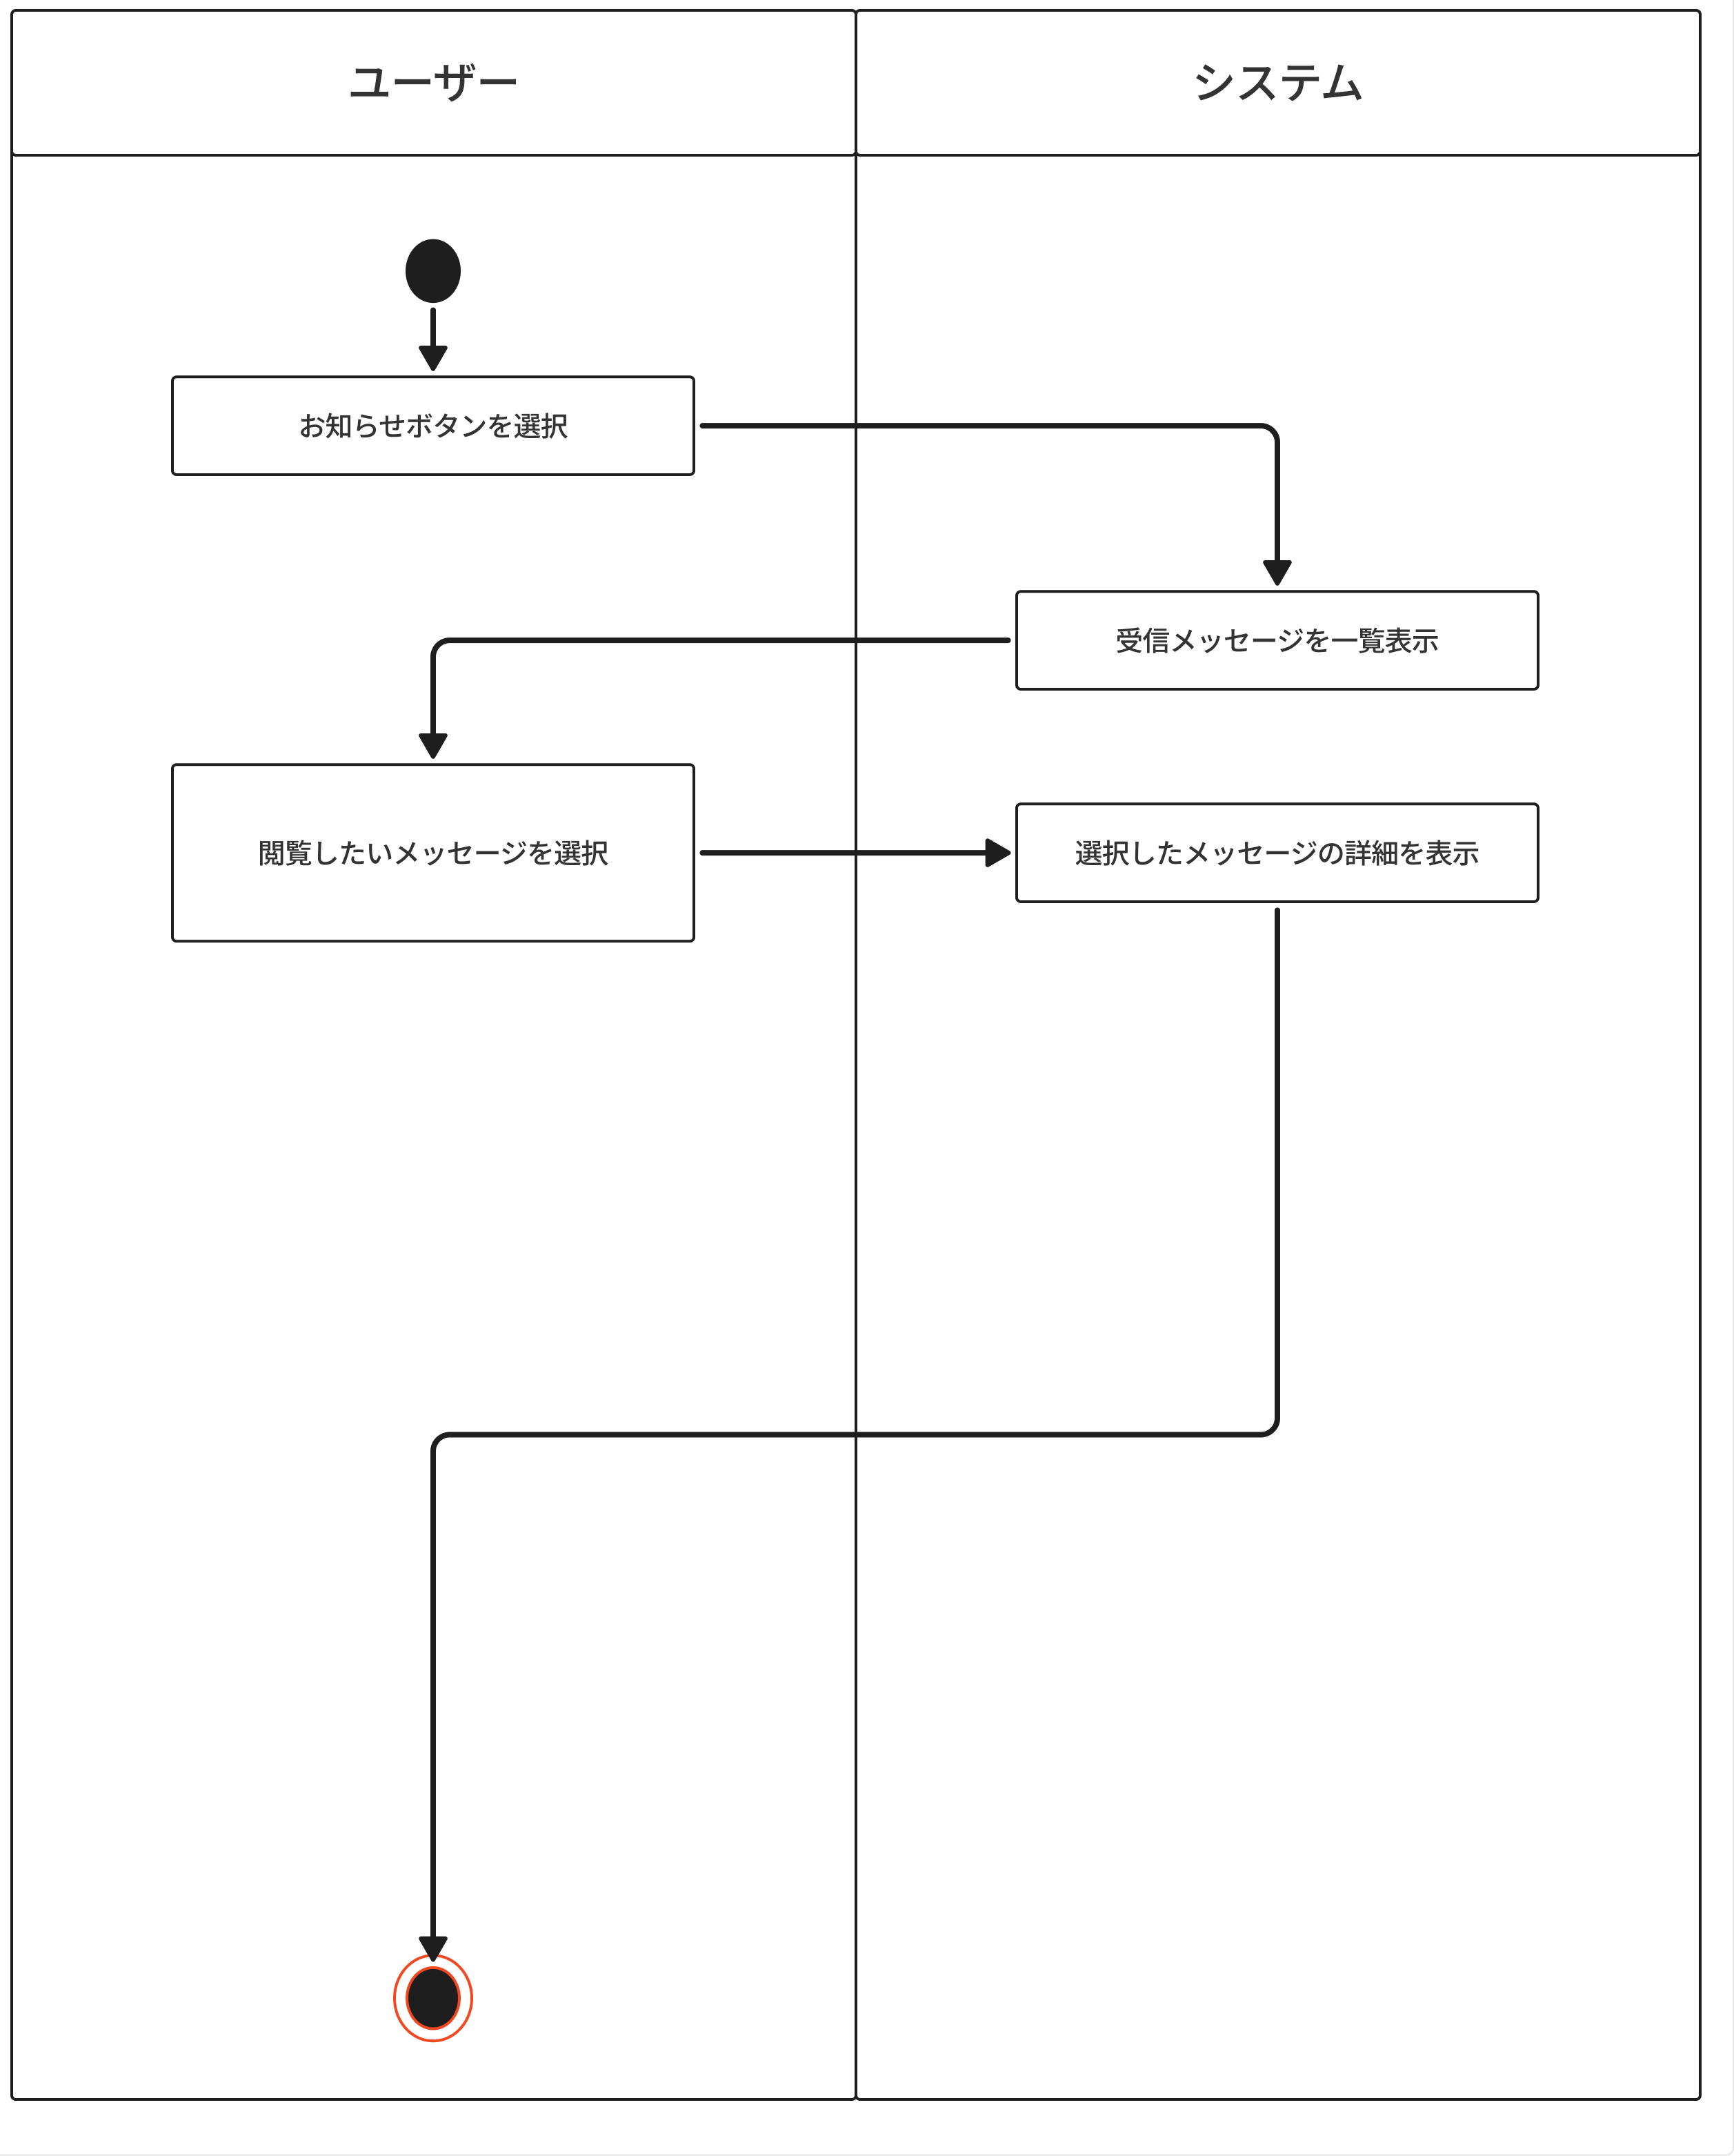 ユーザー
システム
お知らせボタンを選択
受信メッセージを一覧表示
閲覧したいメッセージを選択
選択したメッセージの詳細を表示